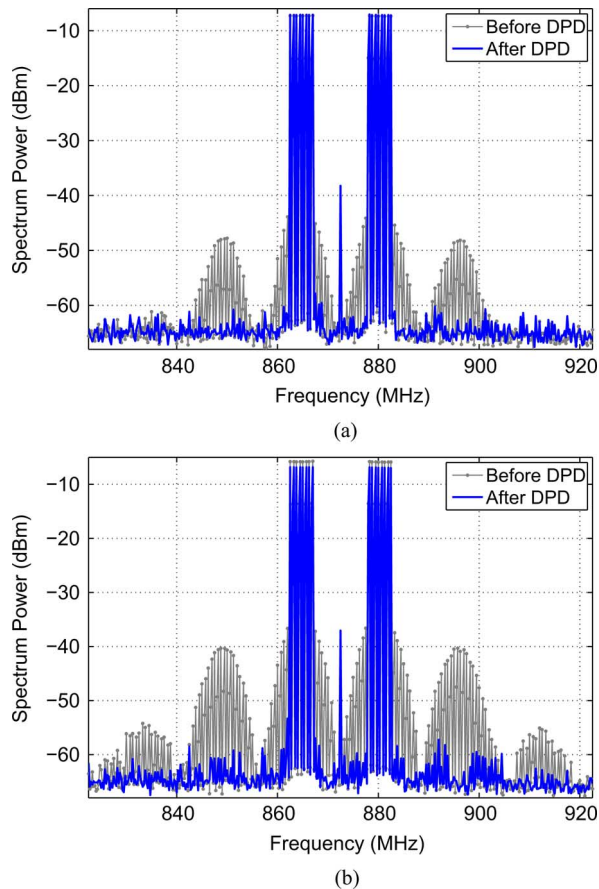 −10
−20
−30
−40
−50
−60
Spectrum Power (dBm)
Before DPD
After DPD
840 860 880 900 920
Frequency (MHz)
(a)
−10
−20
−30
−40
−50
−60
Spectrum Power (dBm)
Before DPD
After DPD
840 860 880 900 920
Frequency (MHz)
(b)